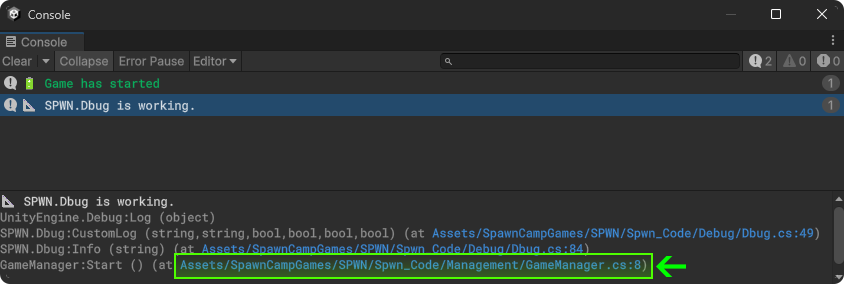 Console
Console
Clear Collapse Error Pause Editor 2 0 0
Game has started 1
SPWN.Dbug is working. 1
SPWN.Dbug is working.
UnityEngine.Debug:Log (object)
SPWN.Dbug:CustomLog (string,string,bool,bool,bool,bool) (at Assets/SpawnCampGames/SPWN/Spwn_Code/Debug/Dbug.cs:49)
SPWN.Dbug:Info (string) (at Assets/SpawnCampGames/SPWN/Spwn_Code/Debug/Dbug.cs:84)
GameManager:Start () (at Assets/SpawnCampGames/SPWN/Spwn_Code/Management/GameManager.cs:8)